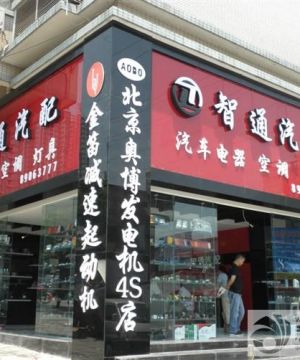 通汽配
空调 灯具
89063777
金笛减速起动机
AOBO
北京奥博发电机4S店
智通汽
汽车电器 空调